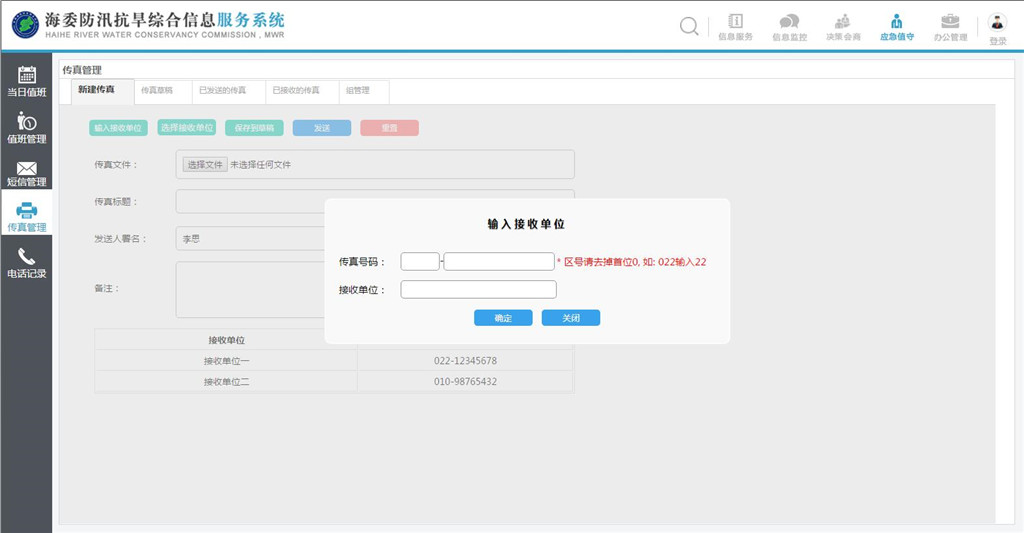 海委防汛抗旱综合信息服务系统
HAIHE RIVER WATER CONSERVANCY COMMISSION , MWR
信息服务
信息监控
决策会商
应急值守
办公管理
登录
当日值班
值班管理
短信管理
传真管理
电话记录
传真管理
新建传真
传真草稿
已发送的传真
已接收的传真
组管理
输入接收单位
选择接收单位
保存到草稿
发送
重置
传真文件：
选择文件 未选择任何文件
传真标题：
发送人署名：
李思
备注：
输入接收单位
传真号码：
-
* 区号请去掉首位0, 如: 022输入22
接收单位：
确定
关闭
接收单位
接收单位一
022-12345678
接收单位二
010-98765432